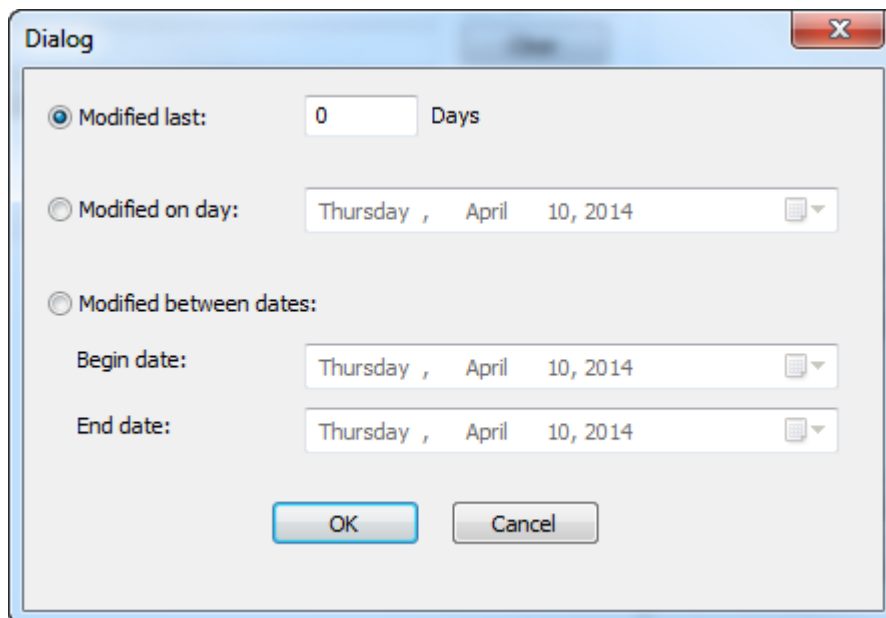 Dialog
Modified last: 0 Days
Modified on day: Thursday , April 10, 2014
Modified between dates:
Begin date: Thursday , April 10, 2014
End date: Thursday , April 10, 2014
OK Cancel